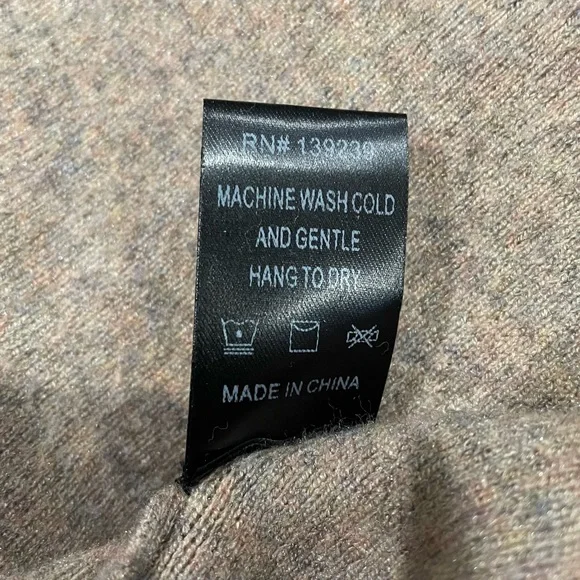 RN# 139239
MACHINE WASH COLD
AND GENTLE
HANG TO DRY
MADE IN CHINA